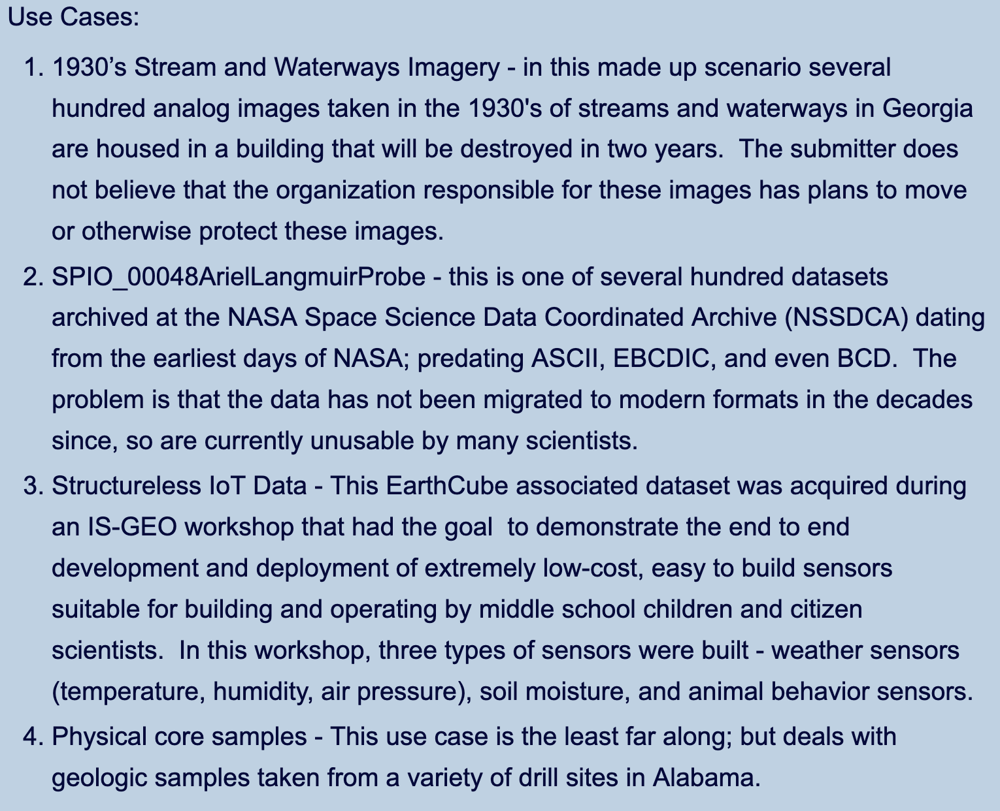 Use Cases:
1. 1930’s Stream and Waterways Imagery - in this made up scenario several
hundred analog images taken in the 1930's of streams and waterways in Georgia
are housed in a building that will be destroyed in two years.  The submitter does
not believe that the organization responsible for these images has plans to move
or otherwise protect these images.
2. SPIO_00048ArielLangmuirProbe - this is one of several hundred datasets
archived at the NASA Space Science Data Coordinated Archive (NSSDCA) dating
from the earliest days of NASA; predating ASCII, EBCDIC, and even BCD.  The
problem is that the data has not been migrated to modern formats in the decades
since, so are currently unusable by many scientists.
3. Structureless IoT Data - This EarthCube associated dataset was acquired during
an IS-GEO workshop that had the goal  to demonstrate the end to end
development and deployment of extremely low-cost, easy to build sensors
suitable for building and operating by middle school children and citizen
scientists.  In this workshop, three types of sensors were built - weather sensors
(temperature, humidity, air pressure), soil moisture, and animal behavior sensors.
4. Physical core samples - This use case is the least far along; but deals with
geologic samples taken from a variety of drill sites in Alabama.